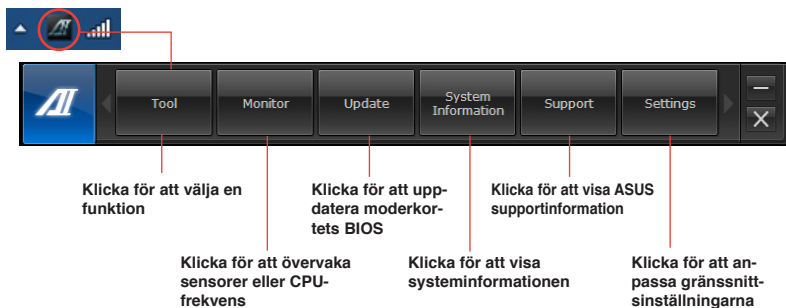 AI
AI
Tool
Monitor
Update
System
Information
Support
Settings
Klicka för att välja en
funktion
Klicka för att upp-
datera moderkor-
tets BIOS
Klicka för att visa ASUS
supportinformation
Klicka för att övervaka
sensorer eller CPU-
frekvens
Klicka för att visa
systeminformationen
Klicka för att an-
passa gränssnitt-
sinställningarna